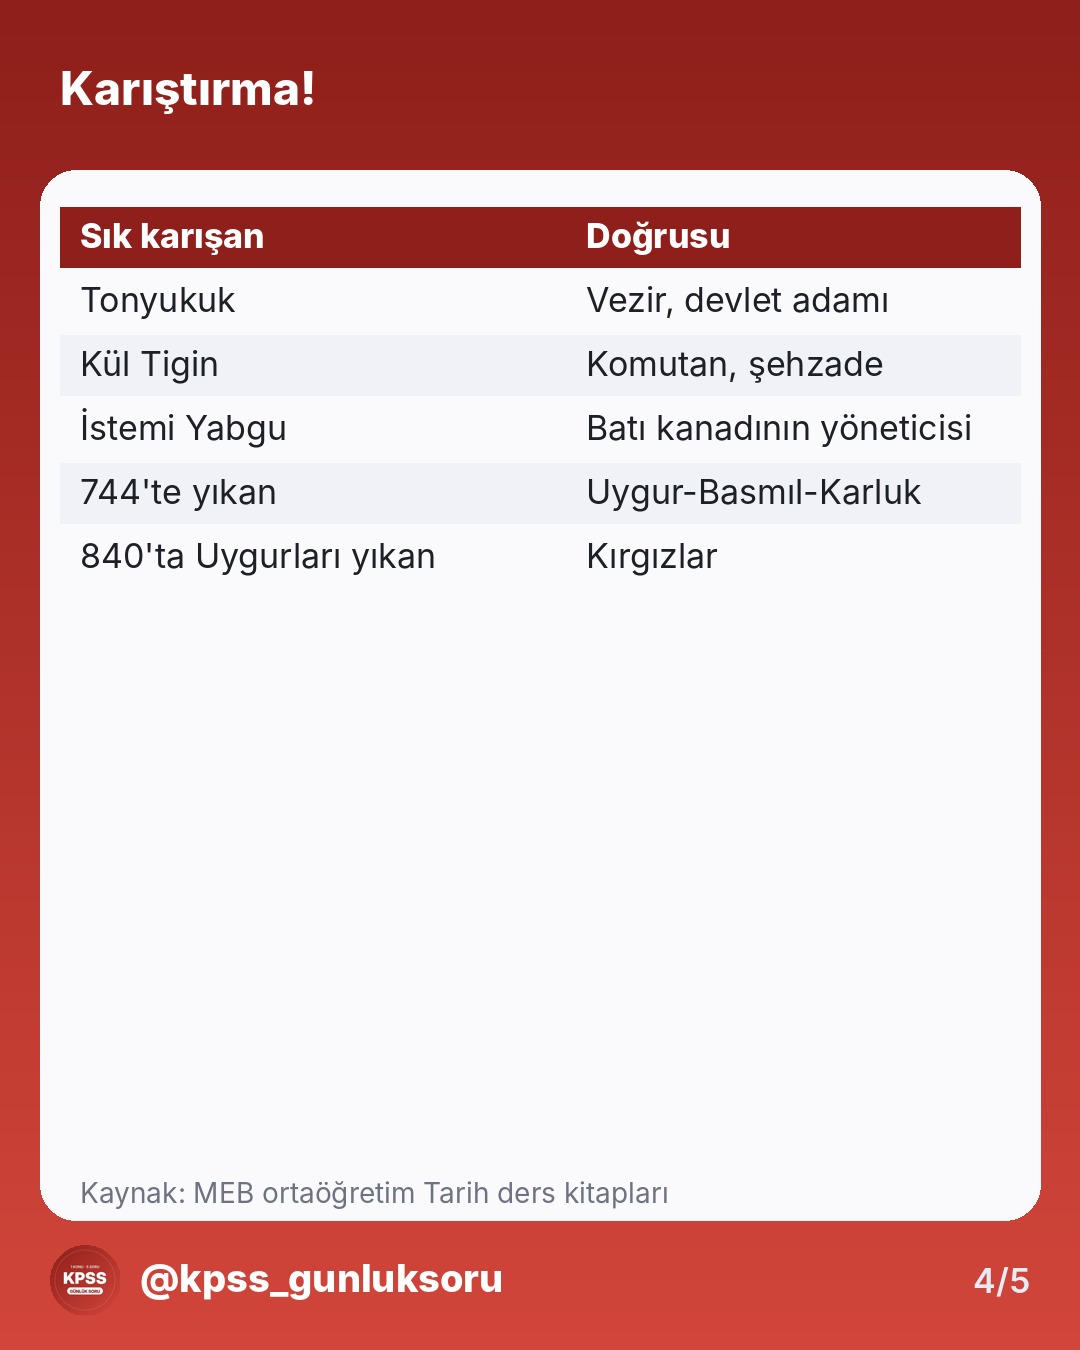 Karıştırma!
Sık karışan Doğrusu
Tonyukuk Vezir, devlet adamı
Kül Tigin Komutan, şehzade
İstemi Yabgu Batı kanadının yöneticisi
744'te yıkan Uygur-Basmıl-Karluk
840'ta Uygurları yıkan Kırgızlar
Kaynak: MEB ortaöğretim Tarih ders kitapları
KPSS
GÜNLÜK SORU
@kpss_gunluksoru
4/5